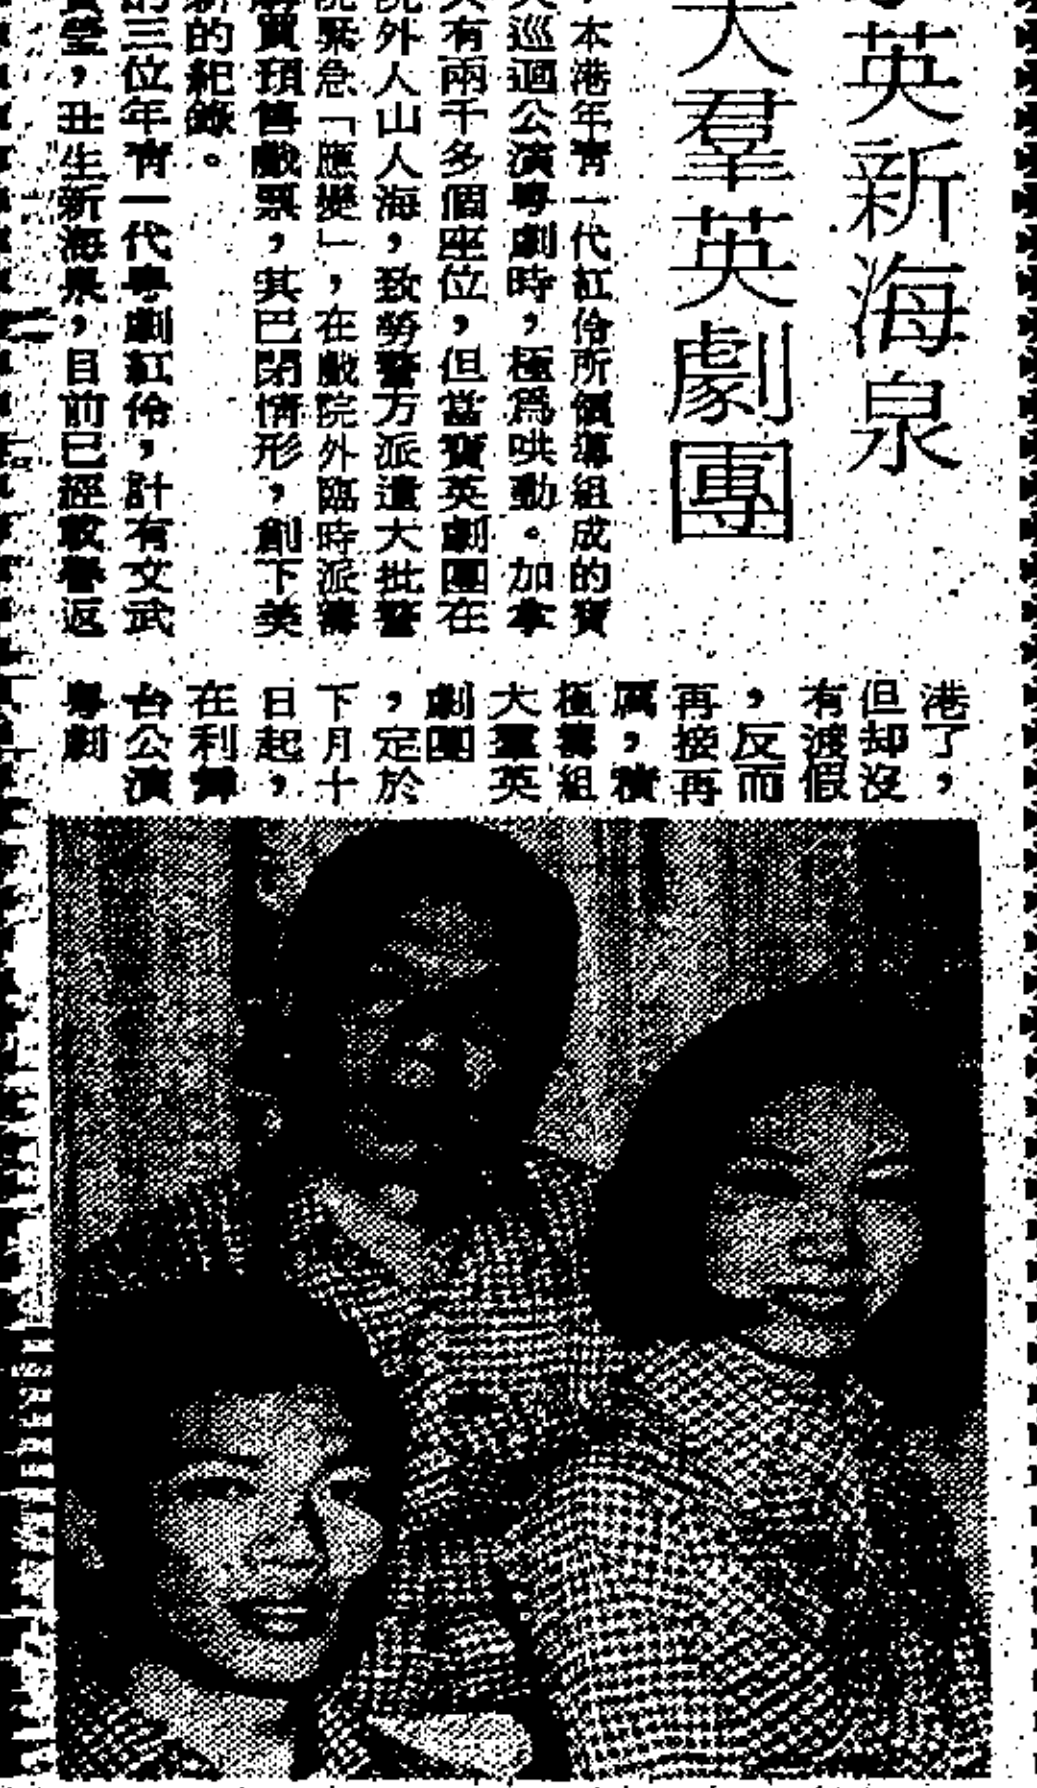 英新海泉
大羣英劇團
，本港年青一代紅伶所領導組成的寶
巡迴公演粵劇時，極爲哄動。加拿
有兩千多個座位，但當寶英劇團在
外人山人海，致勞警方派遣大批警
院緊急「應變」，在戲院外臨時派籌
購買預售戲票，其巴閉情形，創下美
新的紀錄。
的三位年青一代粵劇紅伶，計有文武
寶瑩，丑生新海泉，目前已經載譽返
港了，
但却沒
有渡假
，反而
再接再
厲，積
極籌組
大羣英
劇團
，定於
下月十
日起，
在利舞
台公演
粵劇